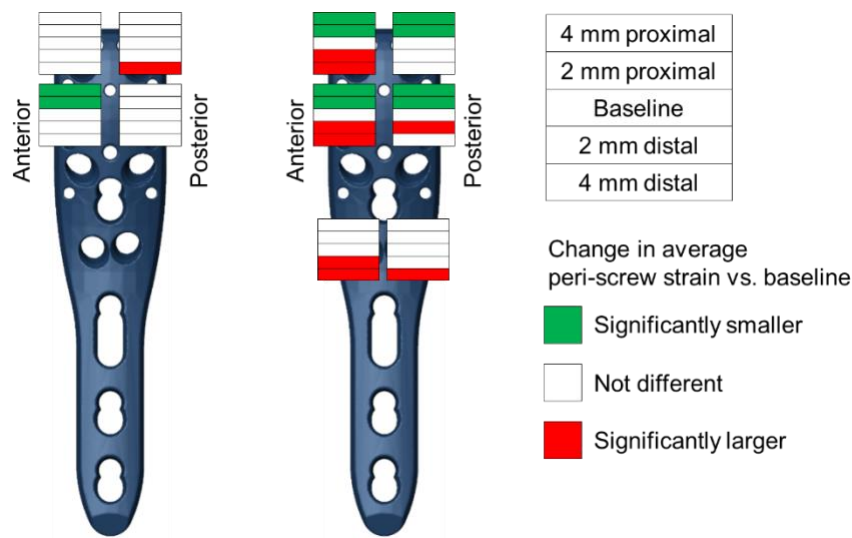 Anterior
Posterior
Anterior
Posterior
4 mm proximal
2 mm proximal
Baseline
2 mm distal
4 mm distal
Change in average
peri-screw strain vs. baseline
Significantly smaller
Not different
Significantly larger